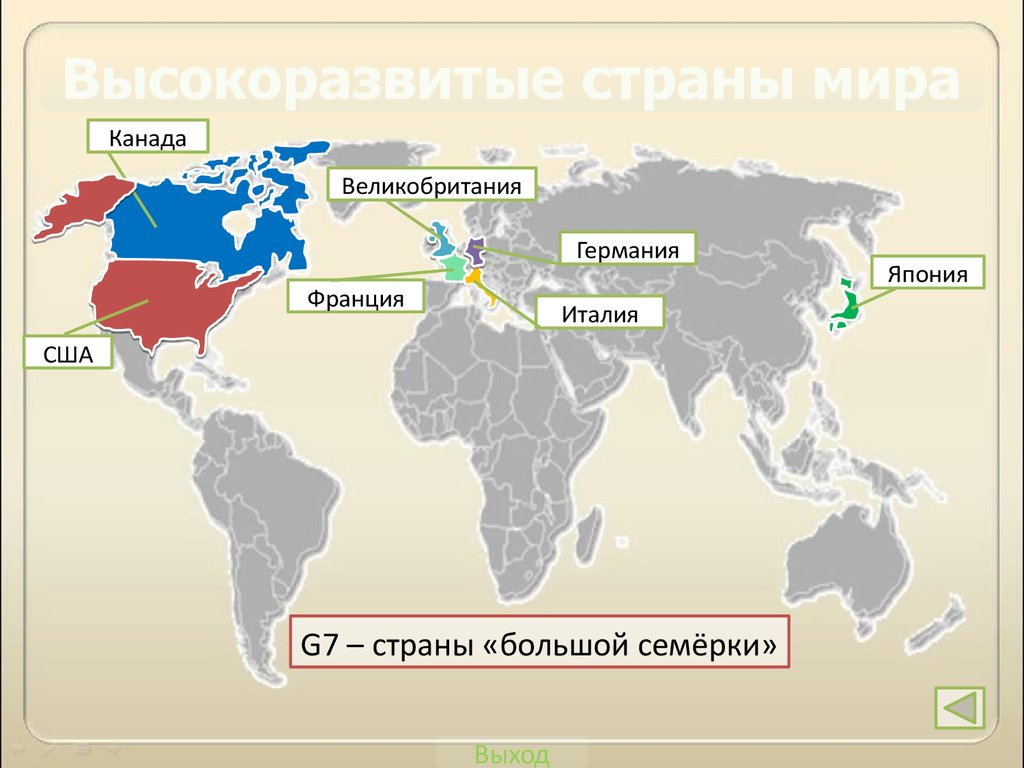 Высокоразвитые страны мира
Канада
Великобритания
Германия
Япония
Франция
Италия
США
G7 – страны «большой семёрки»
Выход